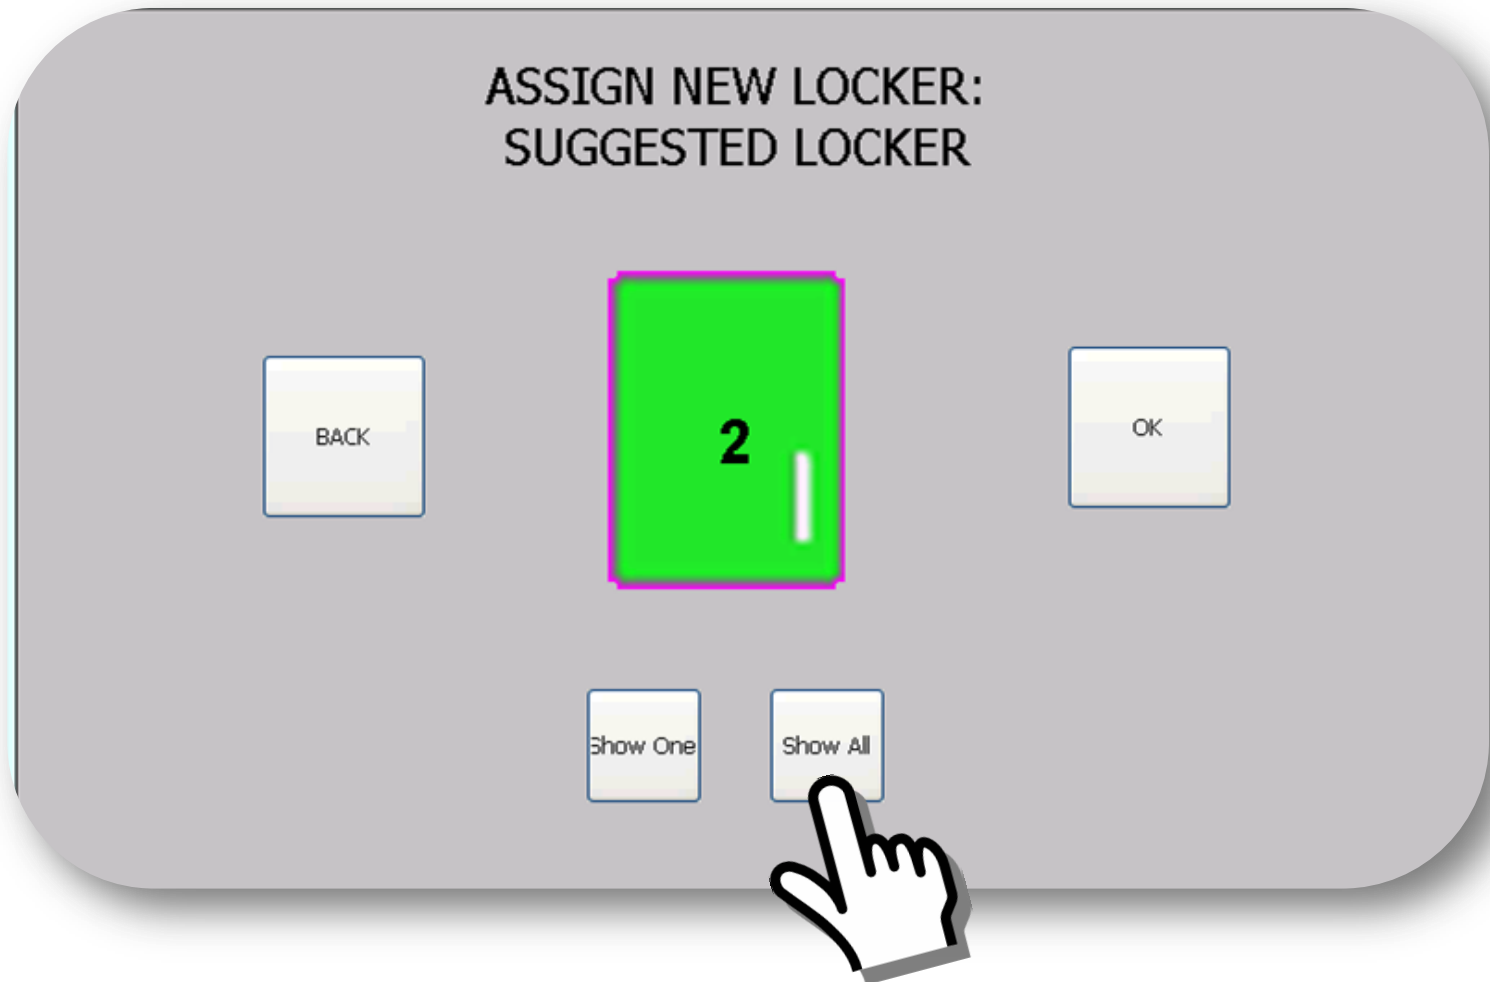 ASSIGN NEW LOCKER:
SUGGESTED LOCKER
BACK
2
OK
Show One
Show All